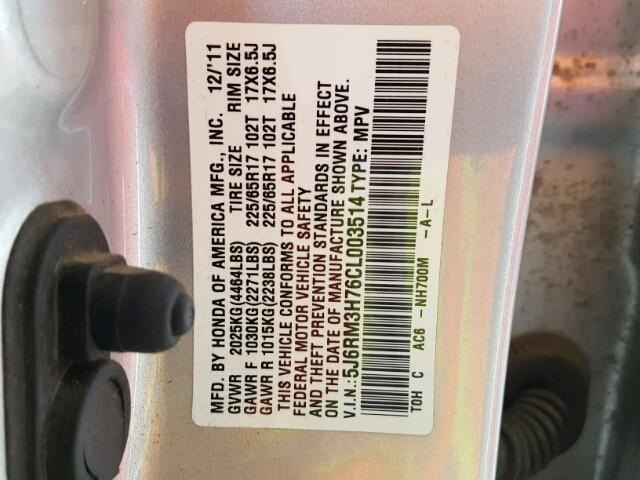 MFD. BY HONDA OF AMERICA MFG., INC. 12/'11
GVWR 2025KG(4464LBS) TIRE SIZE RIM SIZE
GAWR F 1030KG(2271LBS) 225/65R17 102T 17X6.5J
GAWR R 1015KG(2238LBS) 225/65R17 102T 17X6.5J
THIS VEHICLE CONFORMS TO ALL APPLICABLE
FEDERAL MOTOR VEHICLE SAFETY
AND THEFT PREVENTION STANDARDS IN EFFECT
ON THE DATE OF MANUFACTURE SHOWN ABOVE.
V.I.N.:5J6RM3H76CL003514 TYPE: MPV
T0H C AC6 -NH700M -A-L